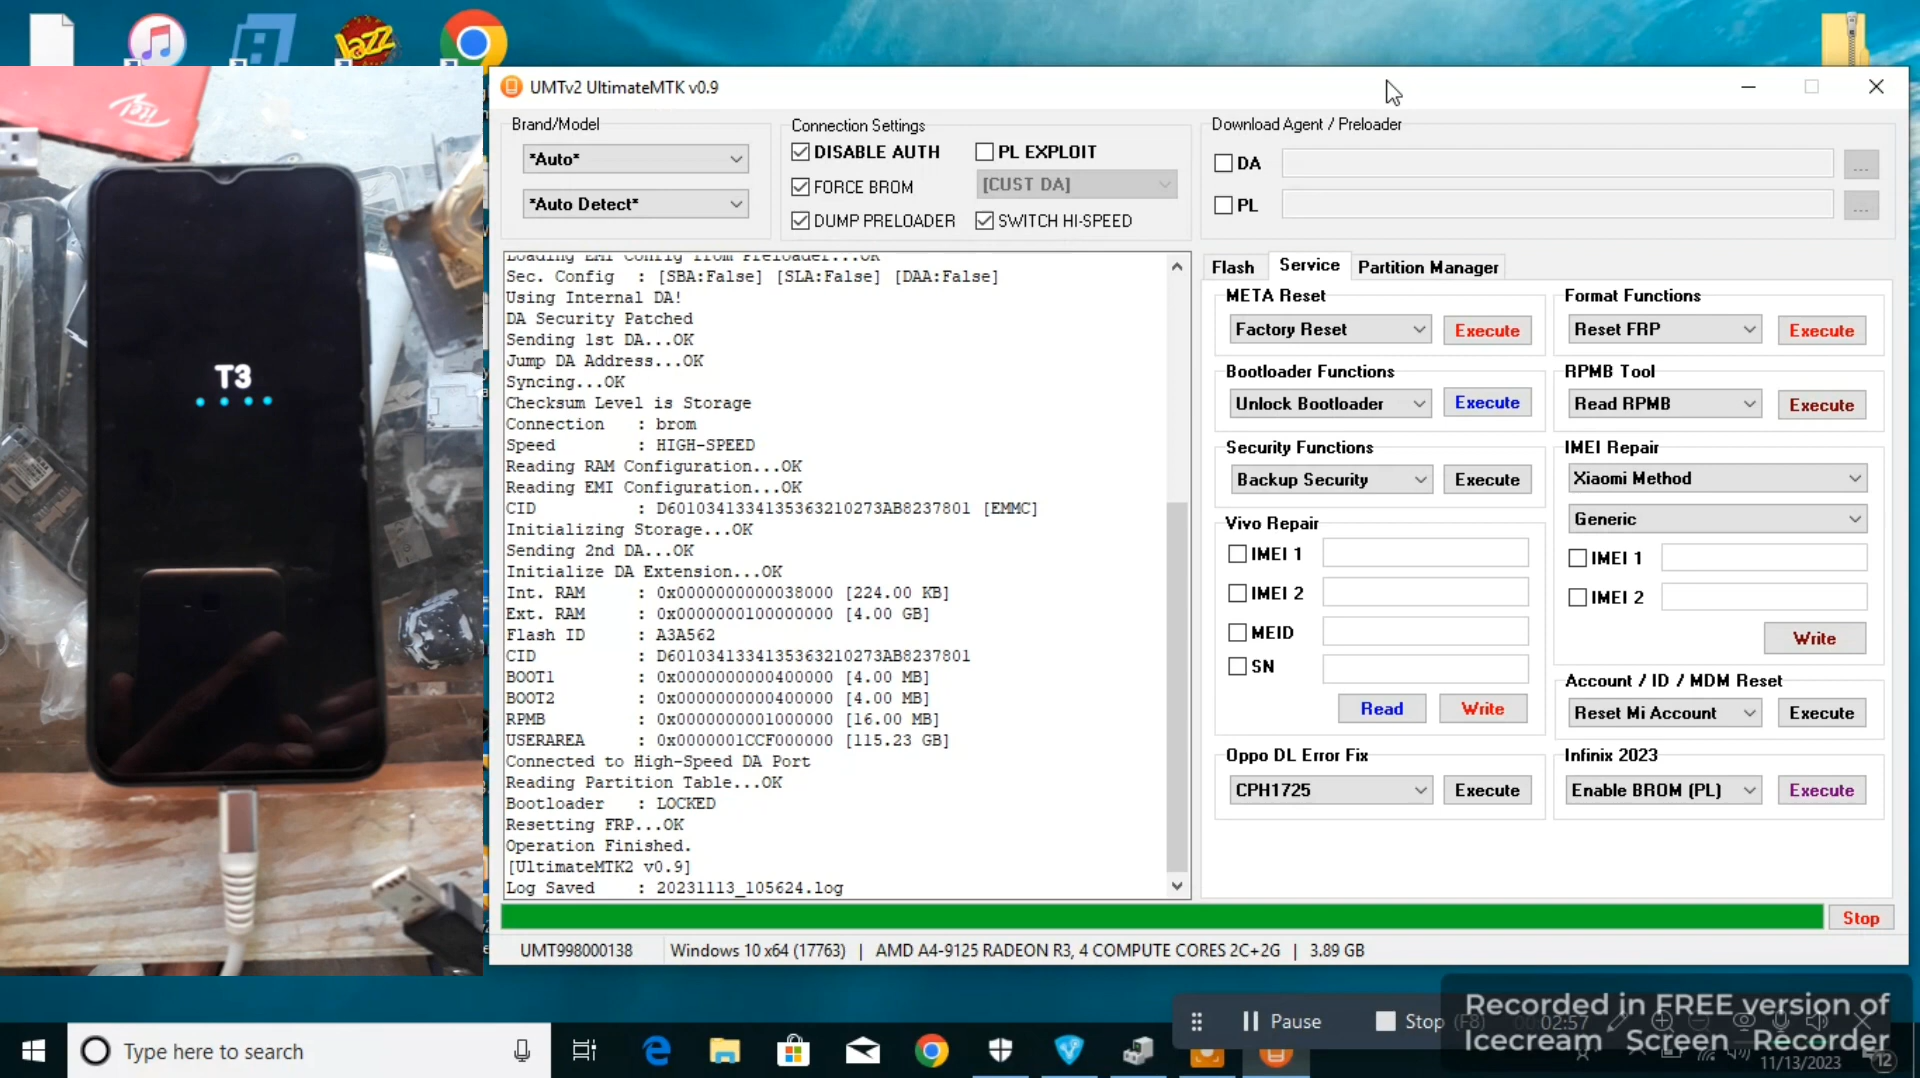 Jazz
itel
T3
UMTv2 UltimateMTK v0.9
Brand/Model
*Auto*
*Auto Detect*
Connection Settings
DISABLE AUTH
PL EXPLOIT
FORCE BROM
[CUST DA]
DUMP PRELOADER
SWITCH HI-SPEED
Download Agent / Preloader
DA
...
PL
...
Loading EMI Config from Preloader...OK
Sec. Config : [SBA:False] [SLA:False] [DAA:False]
Using Internal DA!
DA Security Patched
Sending 1st DA...OK
Jump DA Address...OK
Syncing...OK
Checksum Level is Storage
Connection : brom
Speed : HIGH-SPEED
Reading RAM Configuration...OK
Reading EMI Configuration...OK
CID : D6010341334135363210273AB8237801 [EMMC]
Initializing Storage...OK
Sending 2nd DA...OK
Initialize DA Extension...OK
Int. RAM : 0x0000000000038000 [224.00 KB]
Ext. RAM : 0x0000000100000000 [4.00 GB]
Flash ID : A3A562
CID : D6010341334135363210273AB8237801
BOOT1 : 0x0000000000400000 [4.00 MB]
BOOT2 : 0x0000000000400000 [4.00 MB]
RPMB : 0x0000000001000000 [16.00 MB]
USERAREA : 0x0000001CCF000000 [115.23 GB]
Connected to High-Speed DA Port
Reading Partition Table...OK
Bootloader : LOCKED
Resetting FRP...OK
Operation Finished.
[UltimateMTK2 v0.9]
Log Saved : 20231113_105624.log
Flash
Service
Partition Manager
META Reset
Factory Reset
Execute
Format Functions
Reset FRP
Execute
Bootloader Functions
Unlock Bootloader
Execute
RPMB Tool
Read RPMB
Execute
Security Functions
Backup Security
Execute
IMEI Repair
Xiaomi Method
Generic
IMEI 1
IMEI 2
Write
Vivo Repair
IMEI 1
IMEI 2
MEID
SN
Read
Write
Account / ID / MDM Reset
Reset Mi Account
Execute
Oppo DL Error Fix
CPH1725
Execute
Infinix 2023
Enable BROM (PL)
Execute
Stop
UMT998000138
Windows 10 x64 (17763) | AMD A4-9125 RADEON R3, 4 COMPUTE CORES 2C+2G | 3.89 GB
Pause
Stop (F8)
00:02:57
Recorded in FREE version of
Icecream Screen Recorder
Type here to search
11/13/2023
12